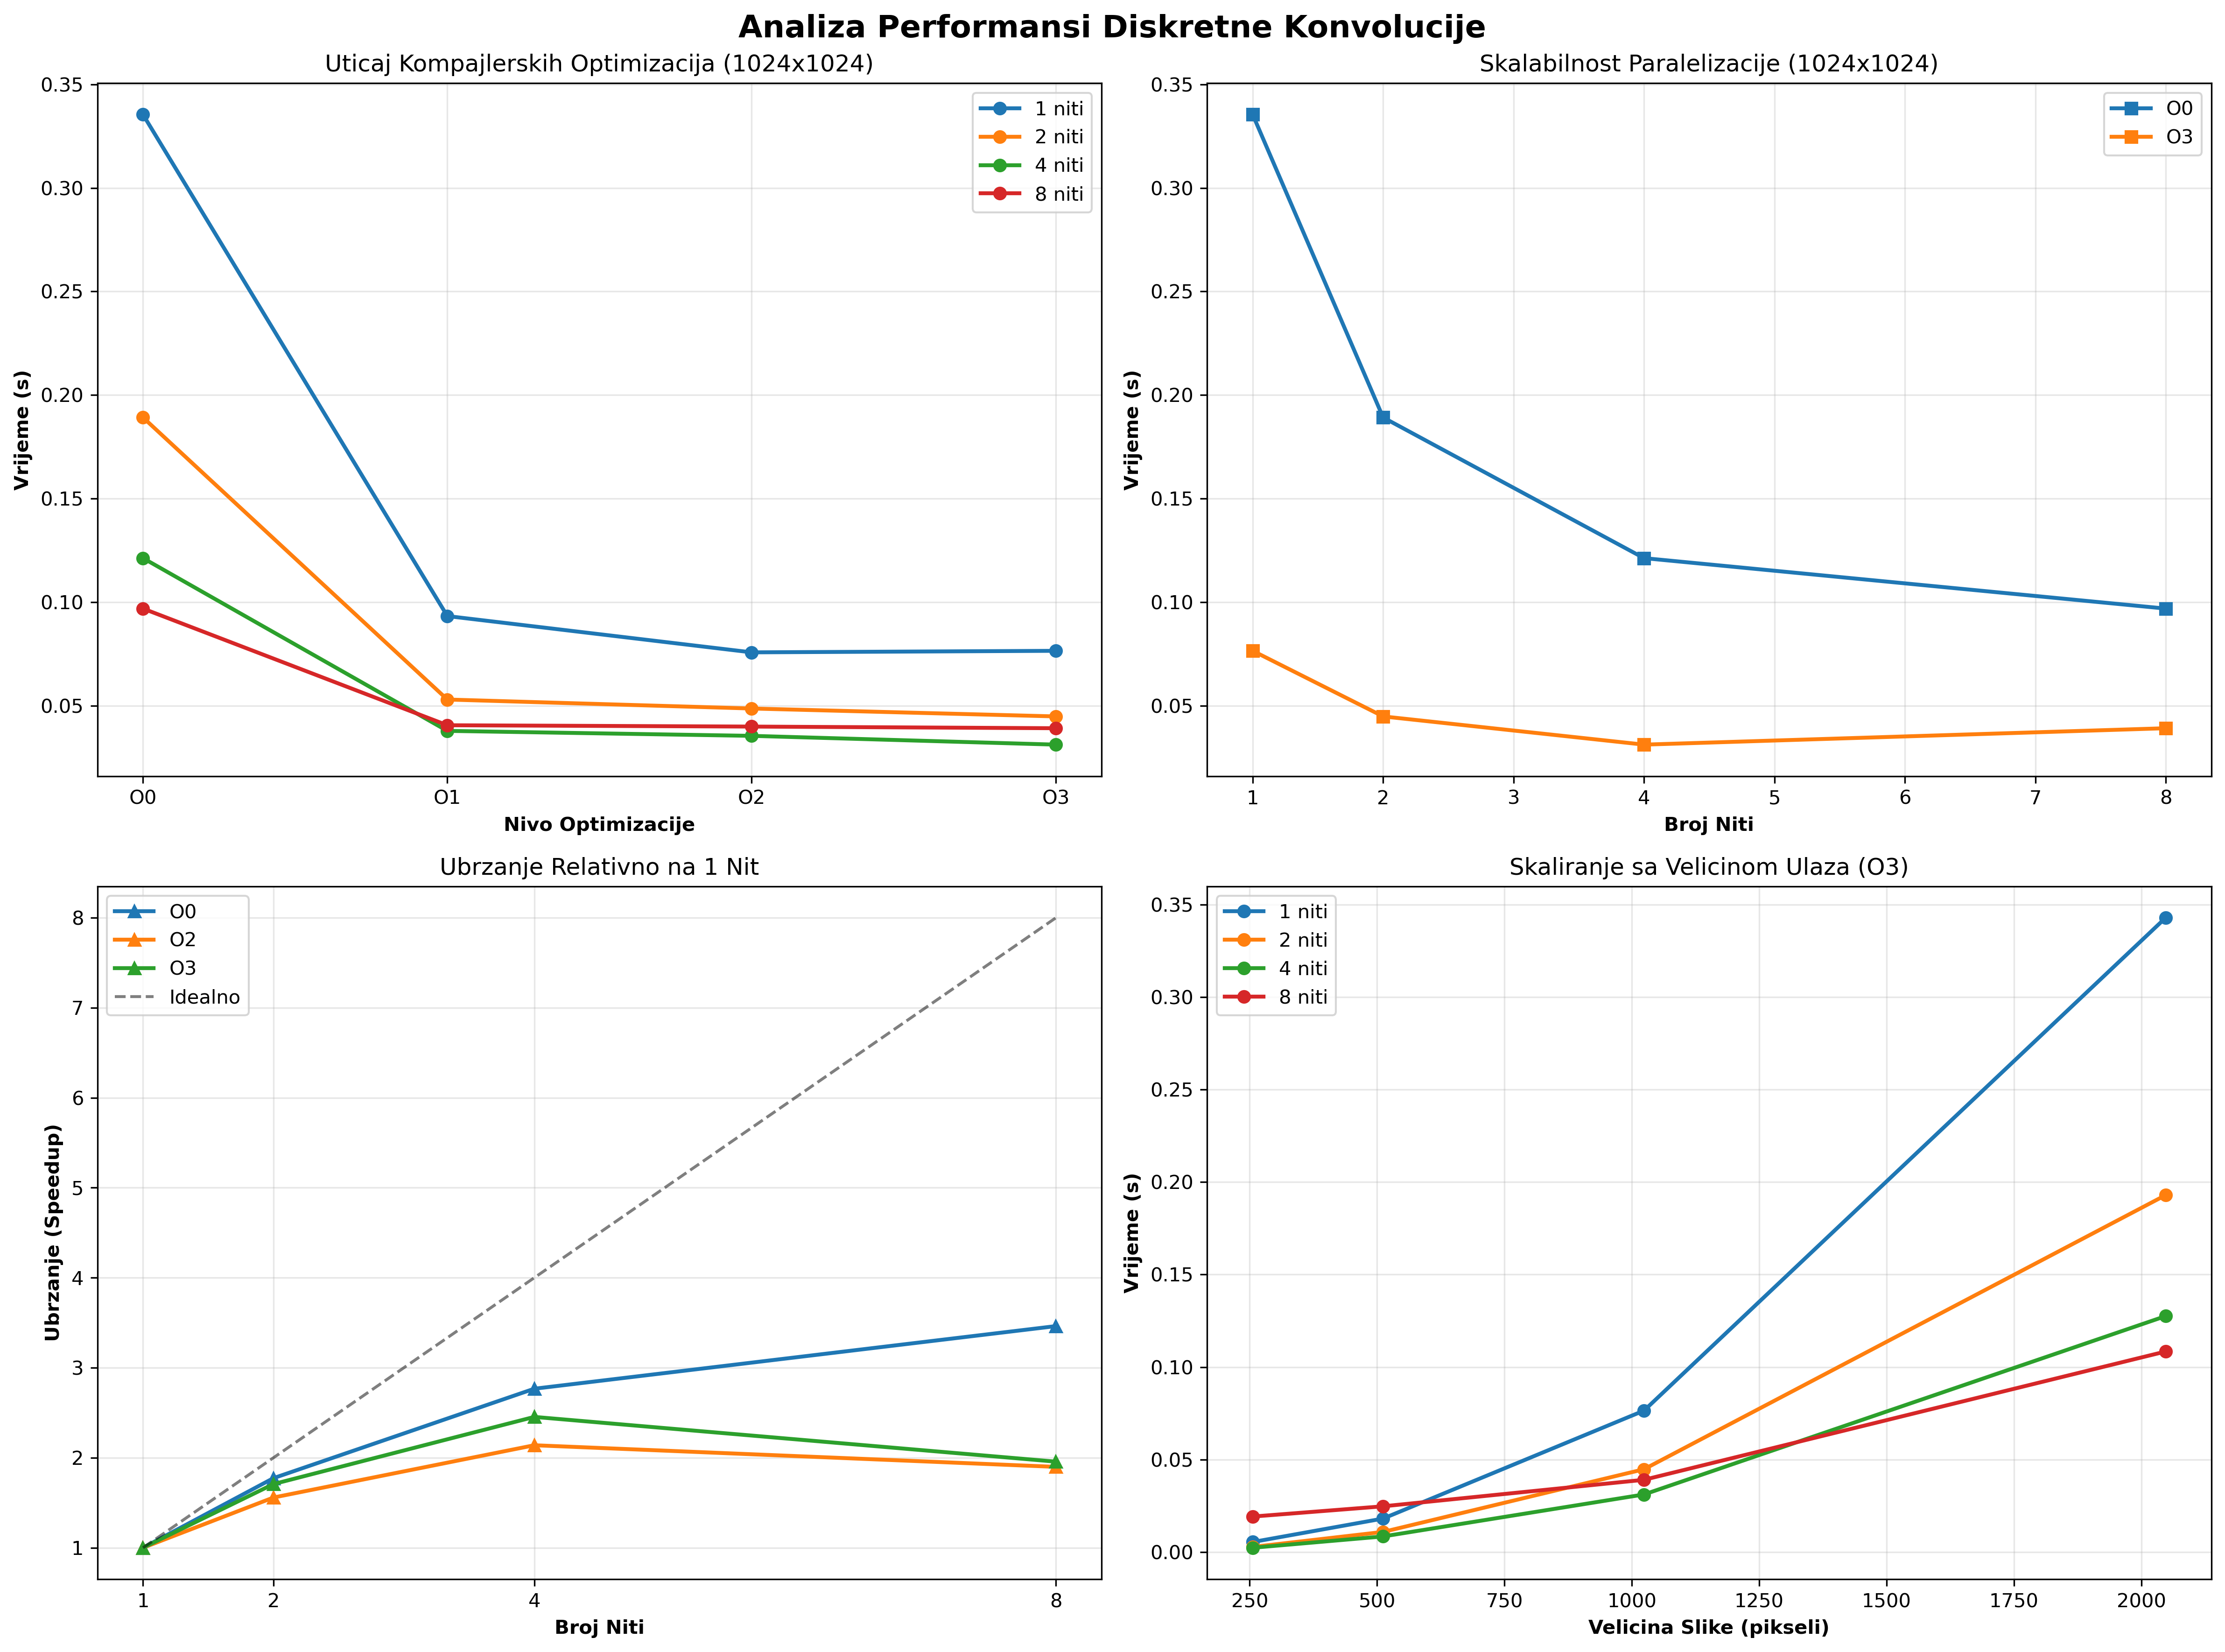 Analiza Performansi Diskretne Konvolucije
Uticaj Kompajlerskih Optimizacija (1024x1024)
0.35
0.30
0.25
0.20
0.15
0.10
0.05
Vrijeme (s)
1 niti
2 niti
4 niti
8 niti
O0 O1 O2 O3
Nivo Optimizacije
Skalabilnost Paralelizacije (1024x1024)
0.35
0.30
0.25
0.20
0.15
0.10
0.05
Vrijeme (s)
O0
O3
1 2 3 4 5 6 7 8
Broj Niti
Ubrzanje Relativno na 1 Nit
8
7
6
5
4
3
2
1
Ubrzanje (Speedup)
O0
O2
O3
Idealno
1 2 4 8
Broj Niti
Skaliranje sa Velicinom Ulaza (O3)
0.35
0.30
0.25
0.20
0.15
0.10
0.05
0.00
Vrijeme (s)
1 niti
2 niti
4 niti
8 niti
250 500 750 1000 1250 1500 1750 2000
Velicina Slike (pikseli)